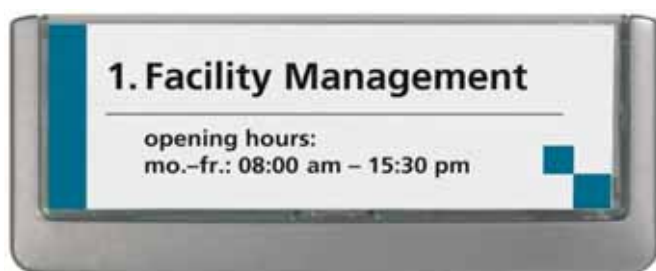 1. Facility Management
opening hours:
mo.–fr.: 08:00 am – 15:30 pm